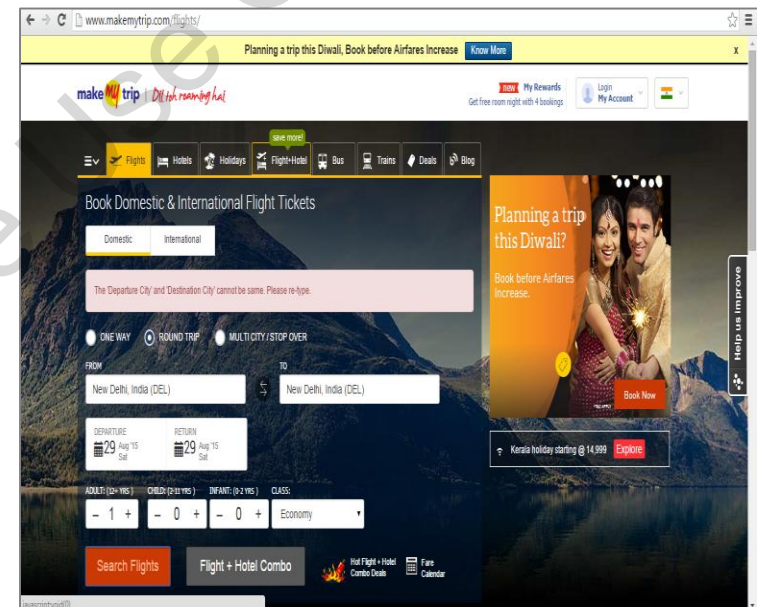 www.makemytrip.com/flights/
Planning a trip this Diwali, Book before Airfares Increase Know More x
make my trip Dil toh roaming hai
new My Rewards
Get free room night with 4 bookings
Login
My Account
save more!
Flights Hotels Holidays Flight+Hotel Bus Trains Deals Blog
Book Domestic & International Flight Tickets
Domestic International
The 'Departure City' and 'Destination City' cannot be same. Please re-type.
ONE WAY ROUND TRIP MULTI CITY / STOP OVER
FROM TO
New Delhi, India (DEL) New Delhi, India (DEL)
DEPARTURE RETURN
29 Aug '15 Sat 29 Aug '15 Sat
ADULT: (12+ YRS ) CHILD: (2-11 YRS ) INFANT: (0-2 YRS ) CLASS:
– 1 + – 0 + – 0 + Economy
Search Flights Flight + Hotel Combo
Hot Flight + Hotel
Combo Deals
Fare
Calendar
Planning a trip
this Diwali?
Book before Airfares
Increase.
Book Now
Kerala holiday starting @ 14,999 Explore
Help us improve
javascript:void(0)